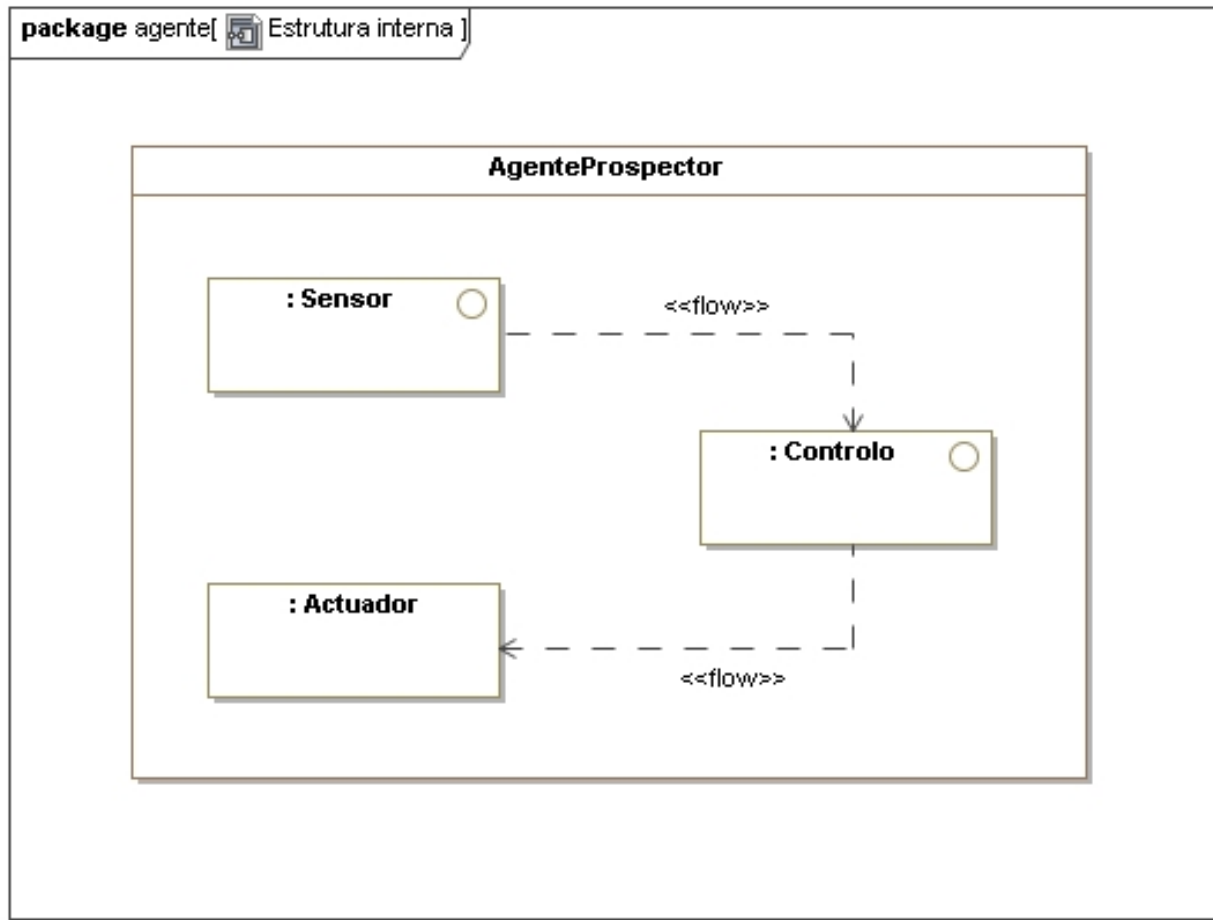 package agente[ Estrutura interna ]
AgenteProspector
: Sensor
<<flow>>
: Controlo
: Actuador
<<flow>>